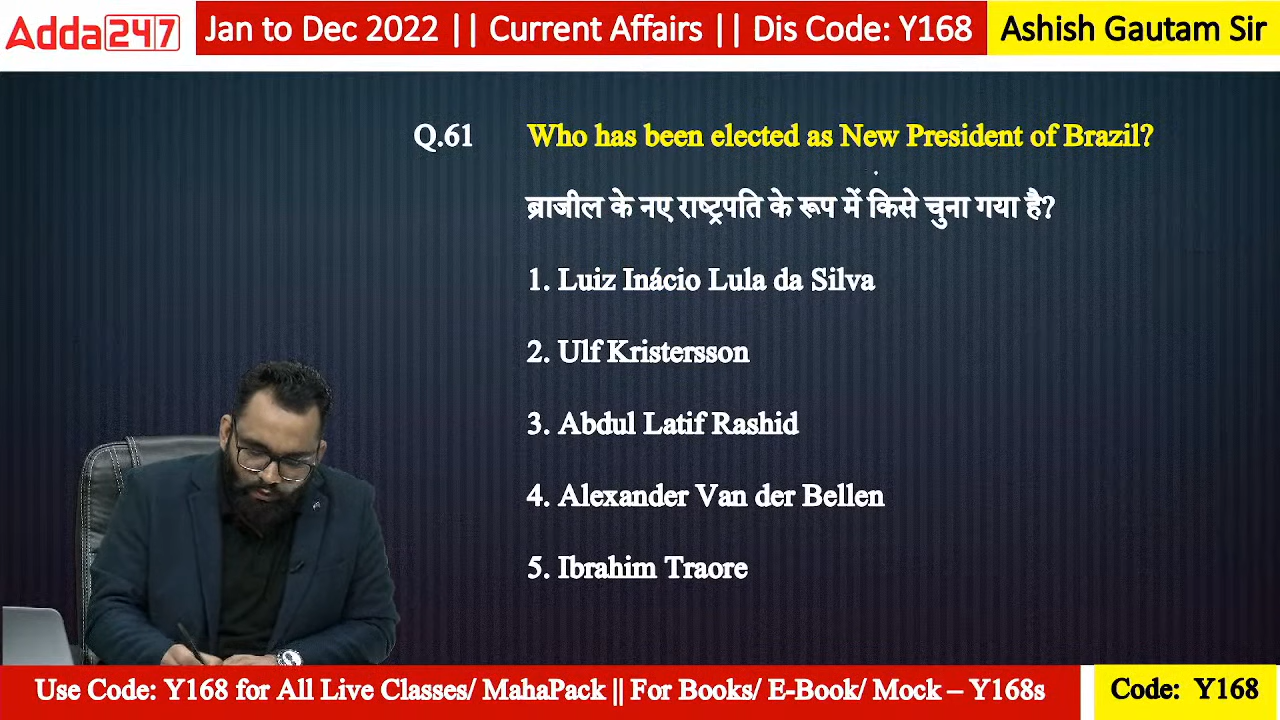 Adda247
Jan to Dec 2022 || Current Affairs || Dis Code: Y168
Ashish Gautam Sir
Q.61 Who has been elected as New President of Brazil?
ब्राजील के नए राष्ट्रपति के रूप में किसे चुना गया है?
1. Luiz Inácio Lula da Silva
2. Ulf Kristersson
3. Abdul Latif Rashid
4. Alexander Van der Bellen
5. Ibrahim Traore
Use Code: Y168 for All Live Classes/ MahaPack || For Books/ E-Book/ Mock – Y168s
Code: Y168